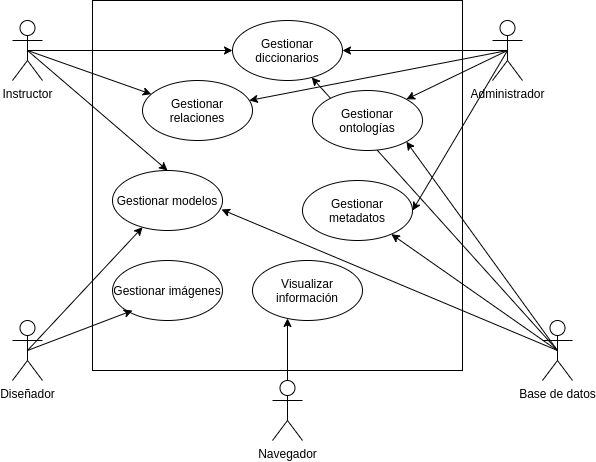 Gestionar
diccionarios
Instructor
Administrador
Gestionar
relaciones
Gestionar
ontologías
Gestionar modelos
Gestionar
metadatos
Gestionar imágenes
Visualizar
información
Diseñador
Base de datos
Navegador